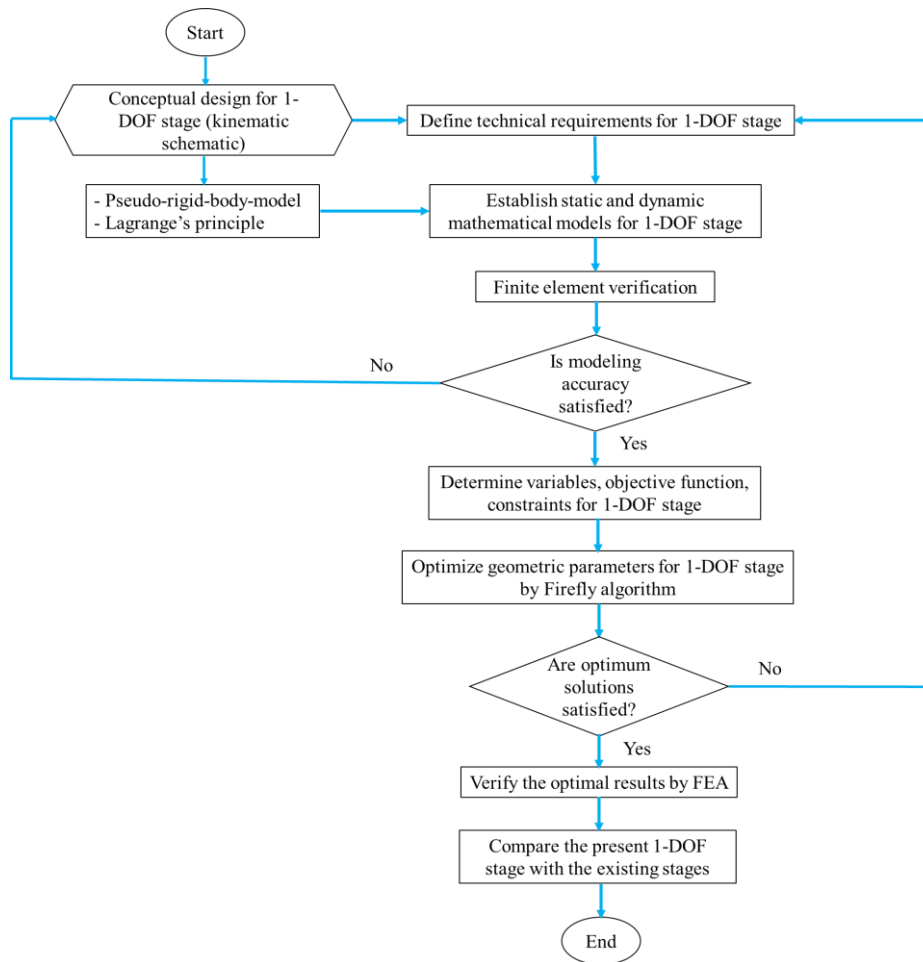 Start
Conceptual design for 1-
DOF stage (kinematic
schematic)
Define technical requirements for 1-DOF stage
- Pseudo-rigid-body-model
- Lagrange’s principle
Establish static and dynamic
mathematical models for 1-DOF stage
Finite element verification
No
Is modeling
accuracy
satisfied?
Yes
Determine variables, objective function,
constraints for 1-DOF stage
Optimize geometric parameters for 1-DOF stage
by Firefly algorithm
Are optimum
solutions
satisfied?
No
Yes
Verify the optimal results by FEA
Compare the present 1-DOF
stage with the existing stages
End